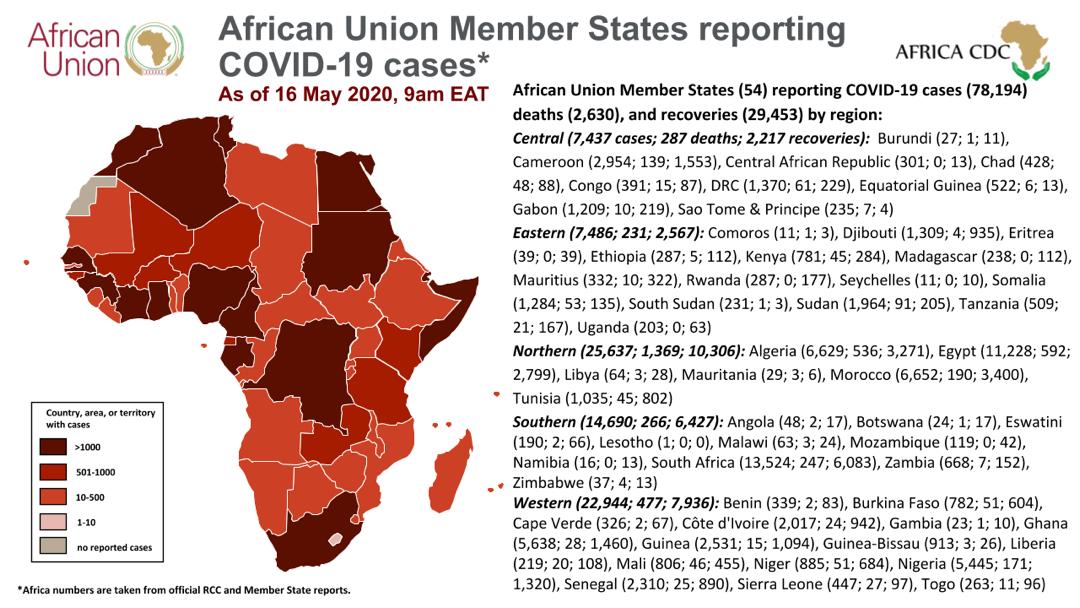 African
Union
African Union Member States reporting
COVID-19 cases*
As of 16 May 2020, 9am EAT
AFRICA CDC
African Union Member States (54) reporting COVID-19 cases (78,194)
deaths (2,630), and recoveries (29,453) by region:
Central (7,437 cases; 287 deaths; 2,217 recoveries): Burundi (27; 1; 11),
Cameroon (2,954; 139; 1,553), Central African Republic (301; 0; 13), Chad (428;
48; 88), Congo (391; 15; 87), DRC (1,370; 61; 229), Equatorial Guinea (522; 6; 13),
Gabon (1,209; 10; 219), Sao Tome & Principe (235; 7; 4)
Eastern (7,486; 231; 2,567): Comoros (11; 1; 3), Djibouti (1,309; 4; 935), Eritrea
(39; 0; 39), Ethiopia (287; 5; 112), Kenya (781; 45; 284), Madagascar (238; 0; 112),
Mauritius (332; 10; 322), Rwanda (287; 0; 177), Seychelles (11; 0; 10), Somalia
(1,284; 53; 135), South Sudan (231; 1; 3), Sudan (1,964; 91; 205), Tanzania (509;
21; 167), Uganda (203; 0; 63)
Northern (25,637; 1,369; 10,306): Algeria (6,629; 536; 3,271), Egypt (11,228; 592;
2,799), Libya (64; 3; 28), Mauritania (29; 3; 6), Morocco (6,652; 190; 3,400),
Tunisia (1,035; 45; 802)
Southern (14,690; 266; 6,427): Angola (48; 2; 17), Botswana (24; 1; 17), Eswatini
(190; 2; 66), Lesotho (1; 0; 0), Malawi (63; 3; 24), Mozambique (119; 0; 42),
Namibia (16; 0; 13), South Africa (13,524; 247; 6,083), Zambia (668; 7; 152),
Zimbabwe (37; 4; 13)
Western (22,944; 477; 7,936): Benin (339; 2; 83), Burkina Faso (782; 51; 604),
Cape Verde (326; 2; 67), Côte d'Ivoire (2,017; 24; 942), Gambia (23; 1; 10), Ghana
(5,638; 28; 1,460), Guinea (2,531; 15; 1,094), Guinea-Bissau (913; 3; 26), Liberia
(219; 20; 108), Mali (806; 46; 455), Niger (885; 51; 684), Nigeria (5,445; 171;
1,320), Senegal (2,310; 25; 890), Sierra Leone (447; 27; 97), Togo (263; 11; 96)
Country, area, or territory
with cases
>1000
501-1000
10-500
1-10
no reported cases
*Africa numbers are taken from official RCC and Member State reports.